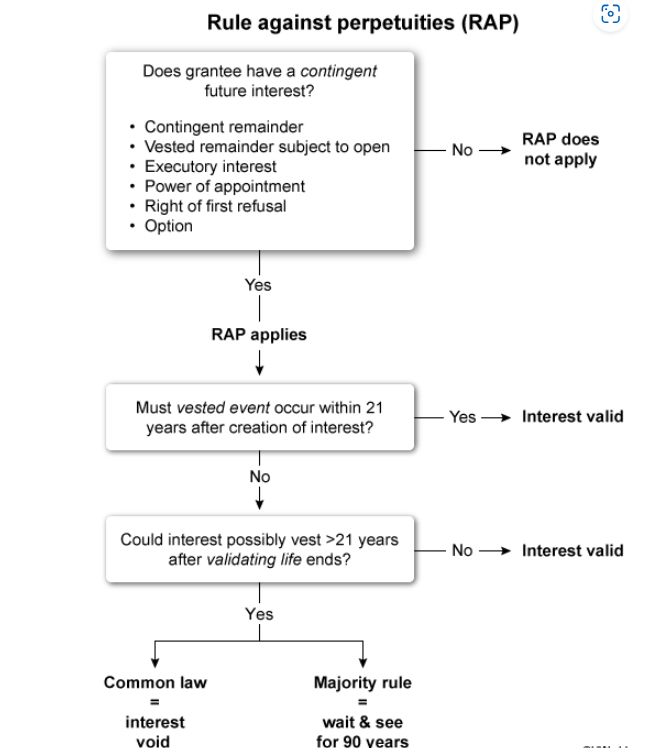 Rule against perpetuities (RAP)
Does grantee have a contingent
future interest?
• Contingent remainder
• Vested remainder subject to open
• Executory interest
• Power of appointment
• Right of first refusal
• Option
No
RAP does
not apply
Yes
RAP applies
Must vested event occur within 21
years after creation of interest?
Yes
Interest valid
No
Could interest possibly vest >21 years
after validating life ends?
No
Interest valid
Yes
Common law
=
interest
void
Majority rule
=
wait & see
for 90 years